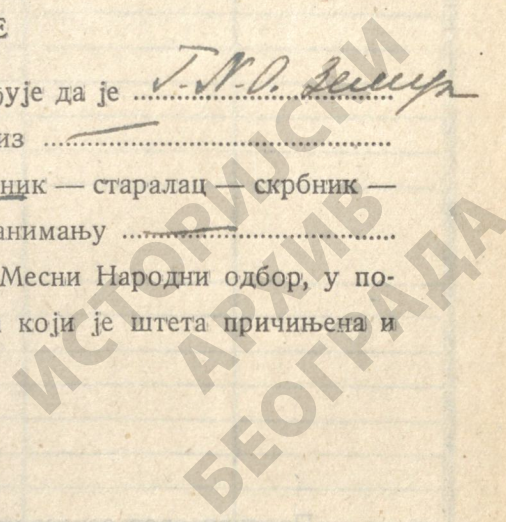 Е
ђује да је Г. Н. О. Земун
из
ник — старалац — скрбник —
анимању
Месни Народни одбор, у по-
који је штета причињена и
ИСТОРИЈСКИ
АРХИВ
БЕОГРАДА